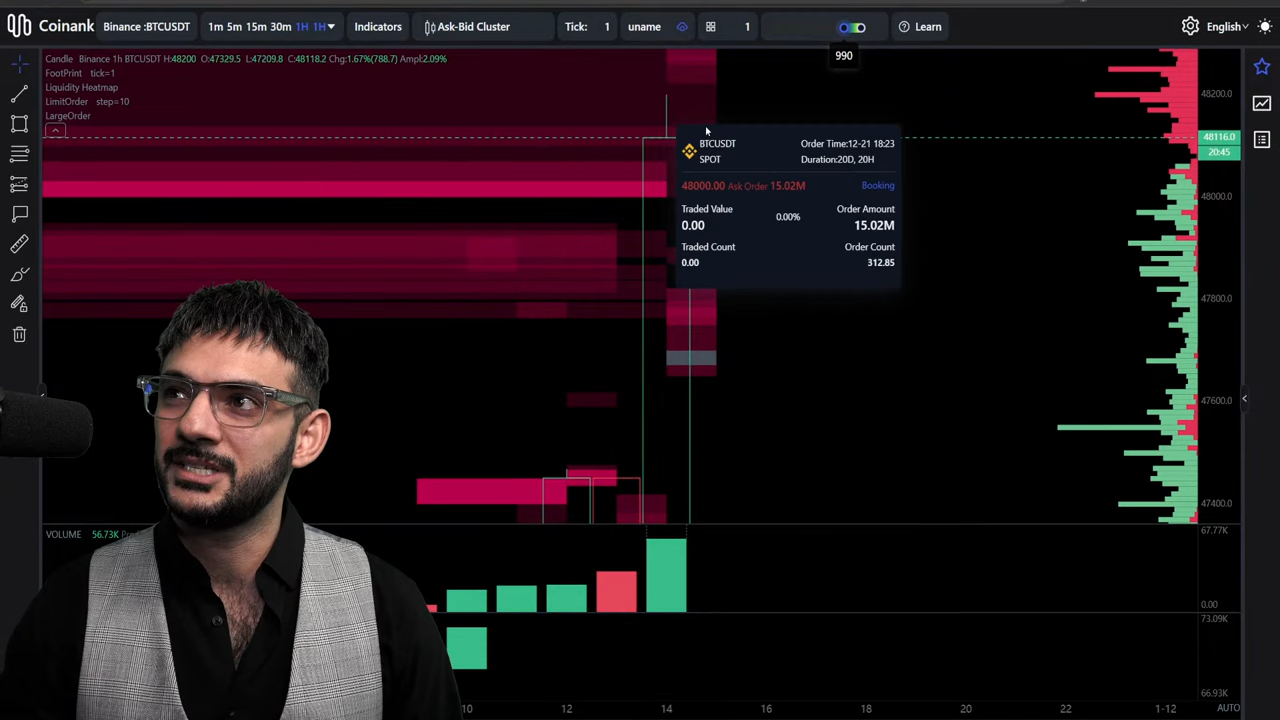 Coinank
Binance :BTCUSDT
1m 5m 15m 30m 1H 1H
Indicators
Ask-Bid Cluster
Tick: 1
uname
1
Learn
English
990
Candle Binance 1h BTCUSDT H:48200 O:47329.5 L:47209.8 C:48118.2 Chg:1.67%(788.7) Ampl:2.09%
FootPrint tick=1
Liquidity Heatmap
LimitOrder step=10
LargeOrder
48200.0
48116.0
20:45
48000.0
47800.0
47600.0
47400.0
BTCUSDT
SPOT
Order Time:12-21 18:23
Duration:20D, 20H
48000.00 Ask Order 15.02M
Booking
Traded Value
0.00
0.00%
Order Amount
15.02M
Traded Count
0.00
Order Count
312.85
VOLUME 56.73K
67.77K
0.00
73.09K
66.93K
10 12 14 16 18 20 22 1-12 AUTO